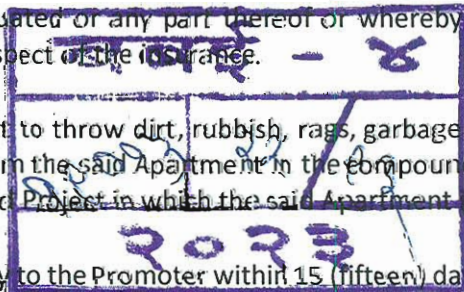 uated or any part thereof or whereby
spect of the insurance.
- ४
t to throw dirt, rubbish, rags, garbage
m the said Apartment in the compoun
d Project in which the said Apartment
२०२३
y to the Promoter within 15 (fifteen) da